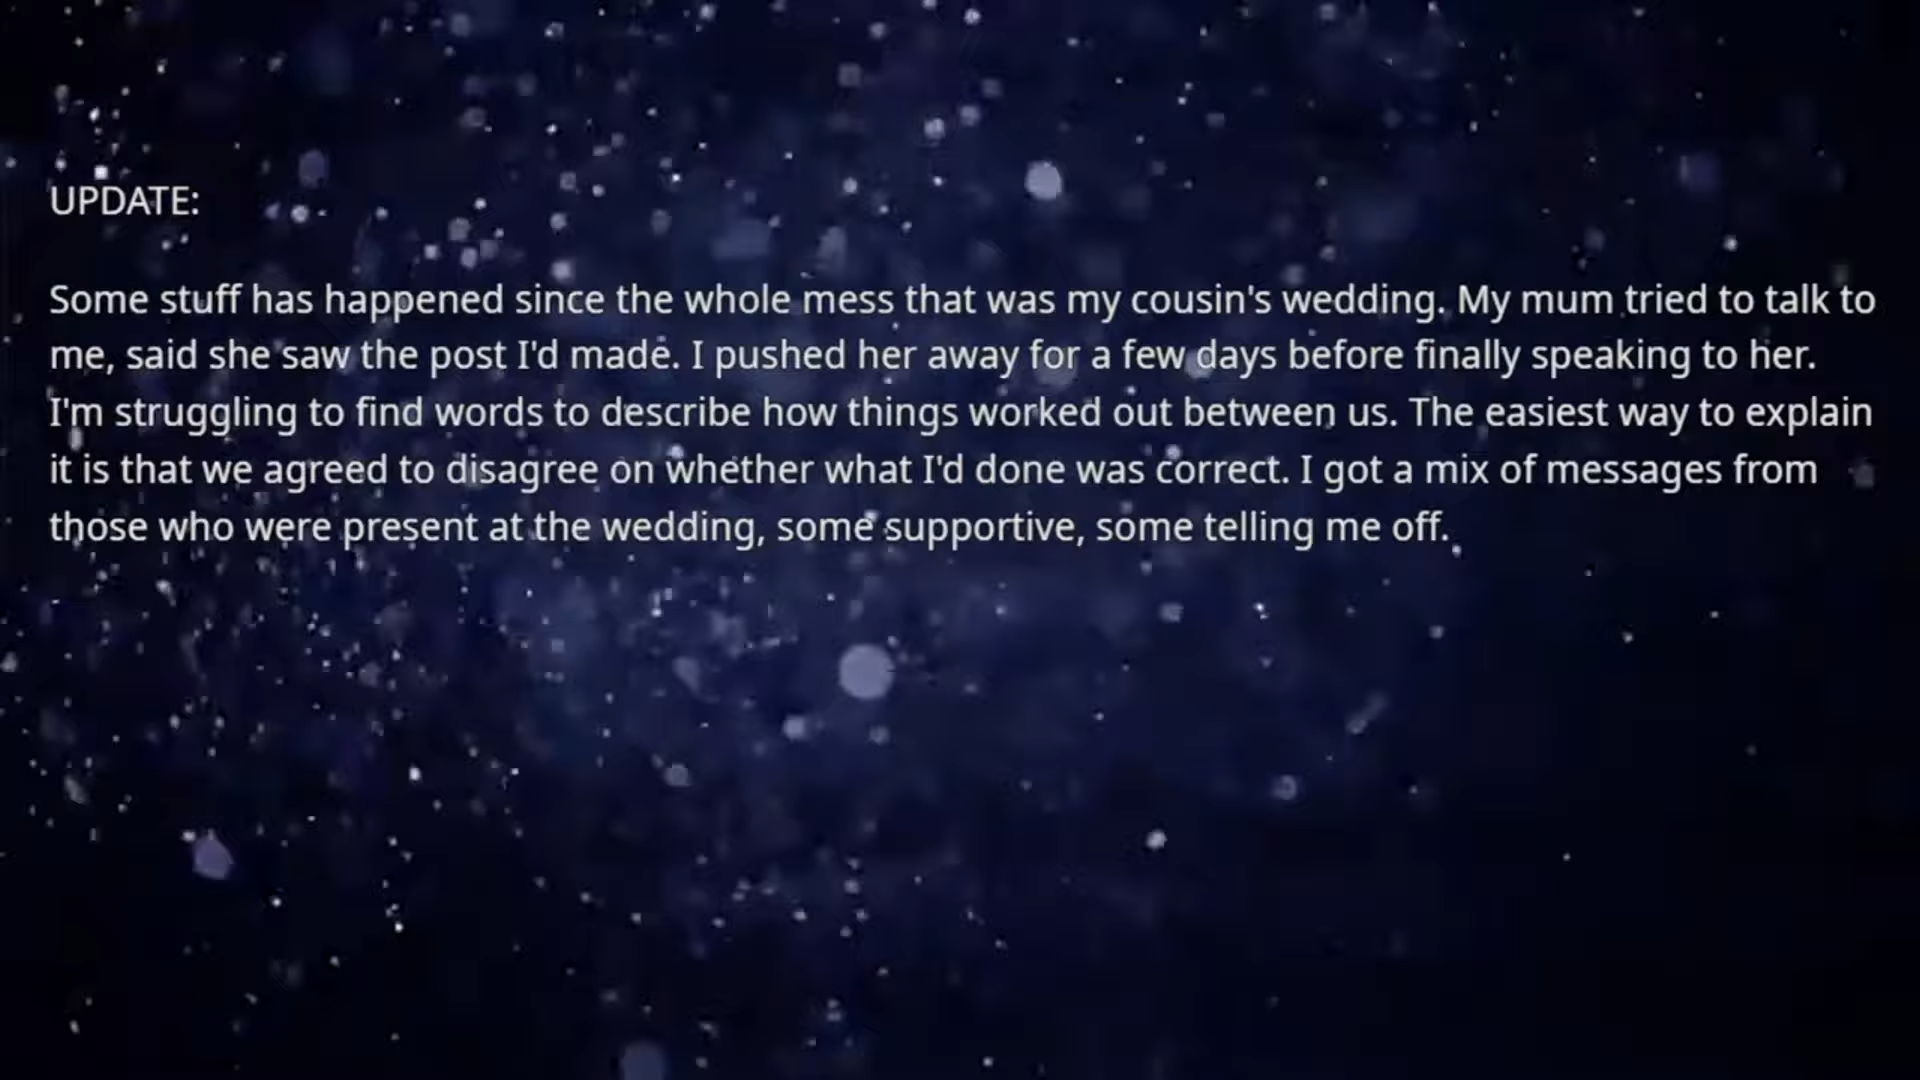 UPDATE:
Some stuff has happened since the whole mess that was my cousin's wedding. My mum tried to talk to
me, said she saw the post I'd made. I pushed her away for a few days before finally speaking to her.
I'm struggling to find words to describe how things worked out between us. The easiest way to explain
it is that we agreed to disagree on whether what I'd done was correct. I got a mix of messages from
those who were present at the wedding, some supportive, some telling me off.